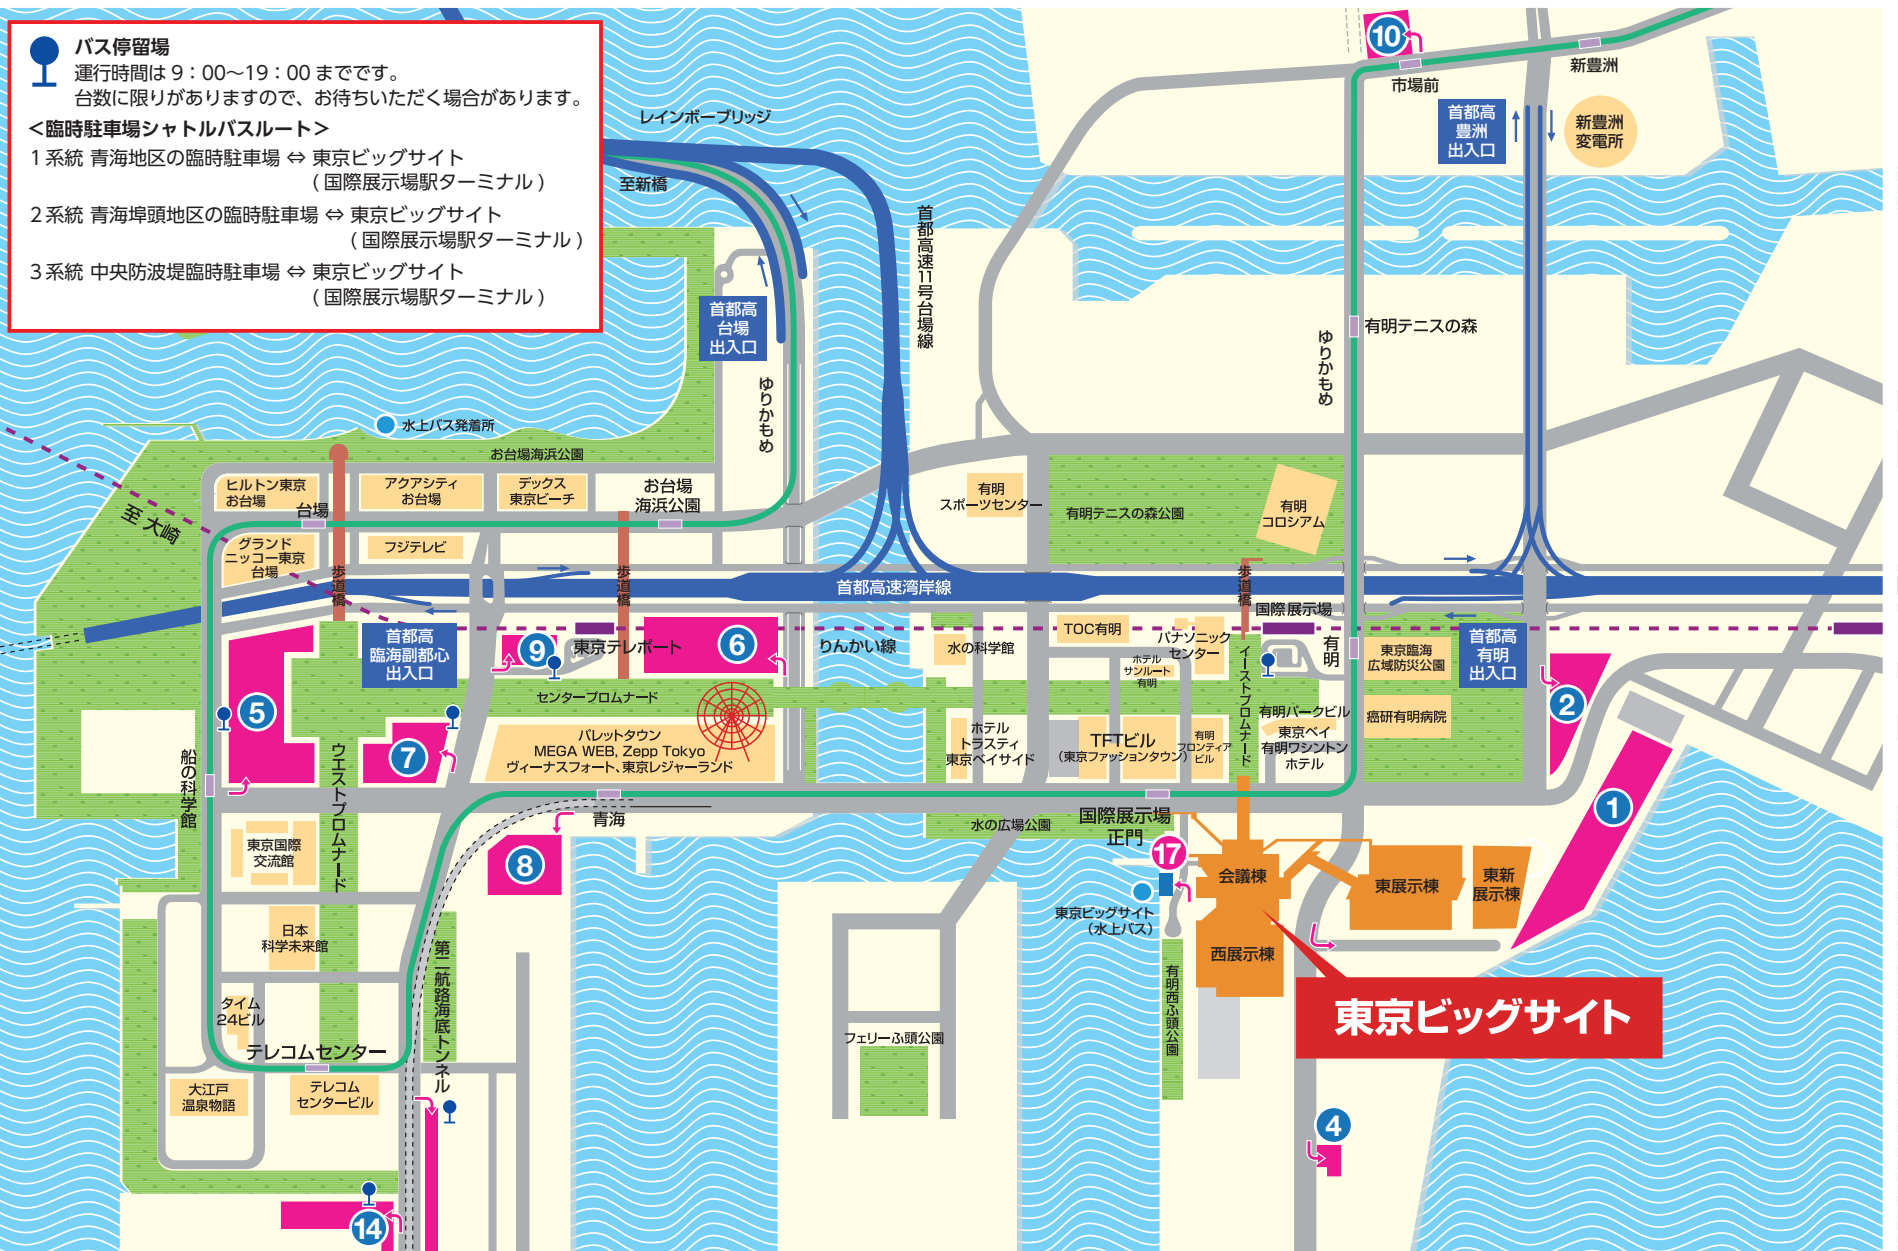 バス停留場
運行時間は9：00～19：00までです。
台数に限りがありますので、お待ちいただく場合があります。
＜臨時駐車場シャトルバスルート＞
1系統 青海地区の臨時駐車場 ⇔ 東京ビッグサイト
( 国際展示場駅ターミナル )
2系統 青海埠頭地区の臨時駐車場 ⇔ 東京ビッグサイト
( 国際展示場駅ターミナル )
3系統 中央防波堤臨時駐車場 ⇔ 東京ビッグサイト
( 国際展示場駅ターミナル )
10
市場前
新豊洲
首都高
豊洲
出入口
新豊洲
変電所
レインボーブリッジ
至新橋
首都高速11号台場線
首都高
台場
出入口
ゆりかもめ
ゆりかもめ
有明テニスの森
水上バス発着所
お台場海浜公園
ヒルトン東京
お台場
アクアシティ
お台場
デックス
東京ビーチ
お台場
海浜公園
台場
至 大崎
グランド
ニッコー東京
台場
フジテレビ
歩道橋
歩道橋
有明
スポーツセンター
有明テニスの森公園
有明
コロシアム
首都高速湾岸線
歩道橋
国際展示場
首都高
臨海副都心
出入口
9
東京テレポート
6
りんかい線
水の科学館
TOC有明
パナソニック
センター
ホテル
サンルート
有明
イーストプロムナード
有明
東京臨海
広域防災公園
首都高
有明
出入口
2
5
7
センタープロムナード
パレットタウン
MEGA WEB, Zepp Tokyo
ヴィーナスフォート、東京レジャーランド
ホテル
トラスティ
東京ベイサイド
TFTビル
（東京ファッションタウン）
有明
フロンティア
ビル
有明パークビル
東京ベイ
有明ワシントン
ホテル
癌研有明病院
船の科学館
ウエストプロムナード
青海
8
国際展示場
正門
水の広場公園
1
東京国際
交流館
17
会議棟
東展示棟
東新
展示棟
東京ビッグサイト
（水上バス）
西展示棟
日本
科学未来館
第二航路海底トンネル
有明西ふ頭公園
東京ビッグサイト
タイム
24ビル
テレコムセンター
フェリーふ頭公園
大江戸
温泉物語
テレコム
センタービル
4
14